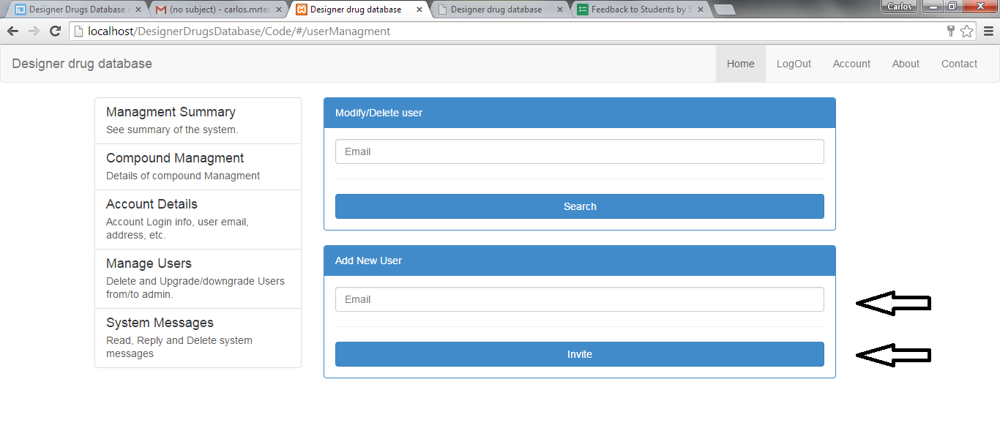 Designer Drugs Database
(no subject) - carlos.mrtez
Designer drug database
Designer drug database
Feedback to Students by S
Carlos
localhost/DesignerDrugsDatabase/Code/#/userManagment
Designer drug database
Home
LogOut
Account
About
Contact
Managment Summary
See summary of the system.
Compound Managment
Details of compound Managment
Account Details
Account Login info, user email,
address, etc.
Manage Users
Delete and Upgrade/downgrade Users
from/to admin.
System Messages
Read, Reply and Delete system
messages
Modify/Delete user
Email
Search
Add New User
Email
Invite